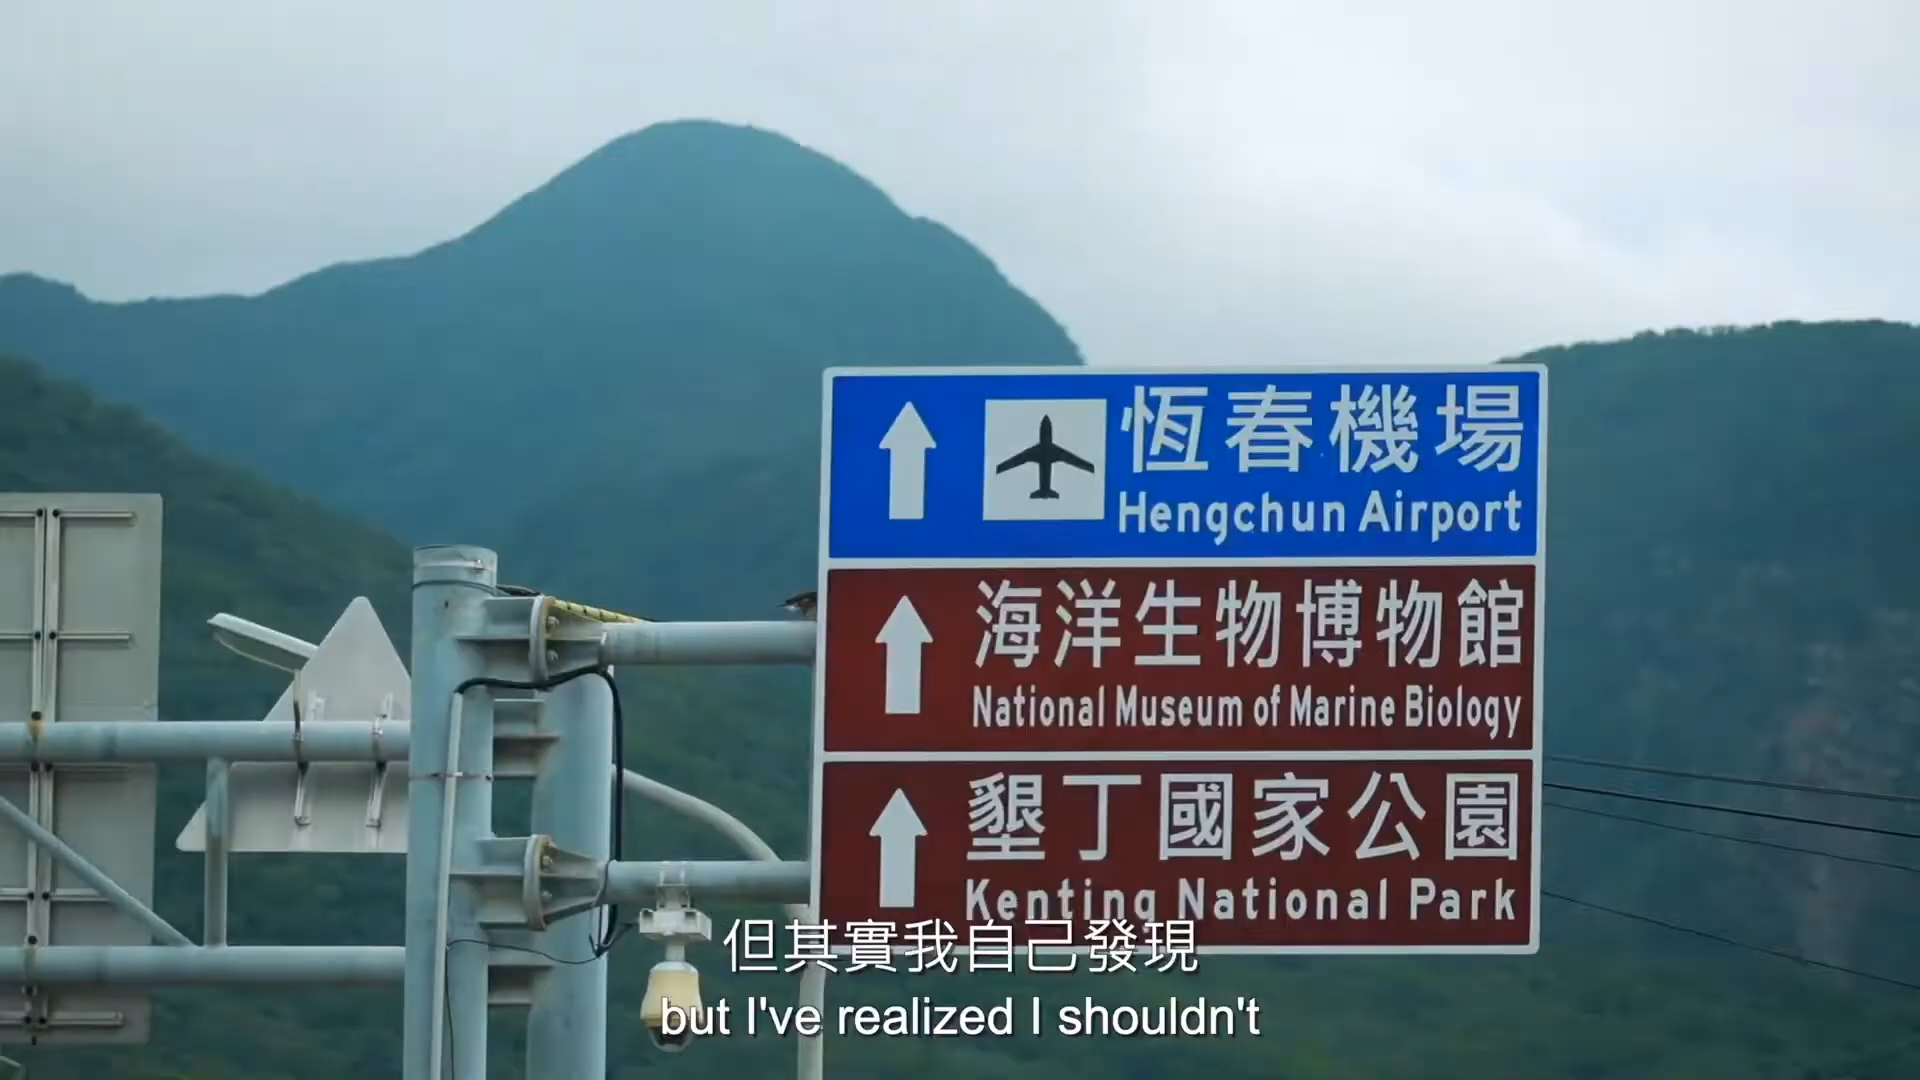 恆春機場
Hengchun Airport
海洋生物博物館
National Museum of Marine Biology
墾丁國家公園
Kenting National Park
但其實我自己發現
but I've realized I shouldn't